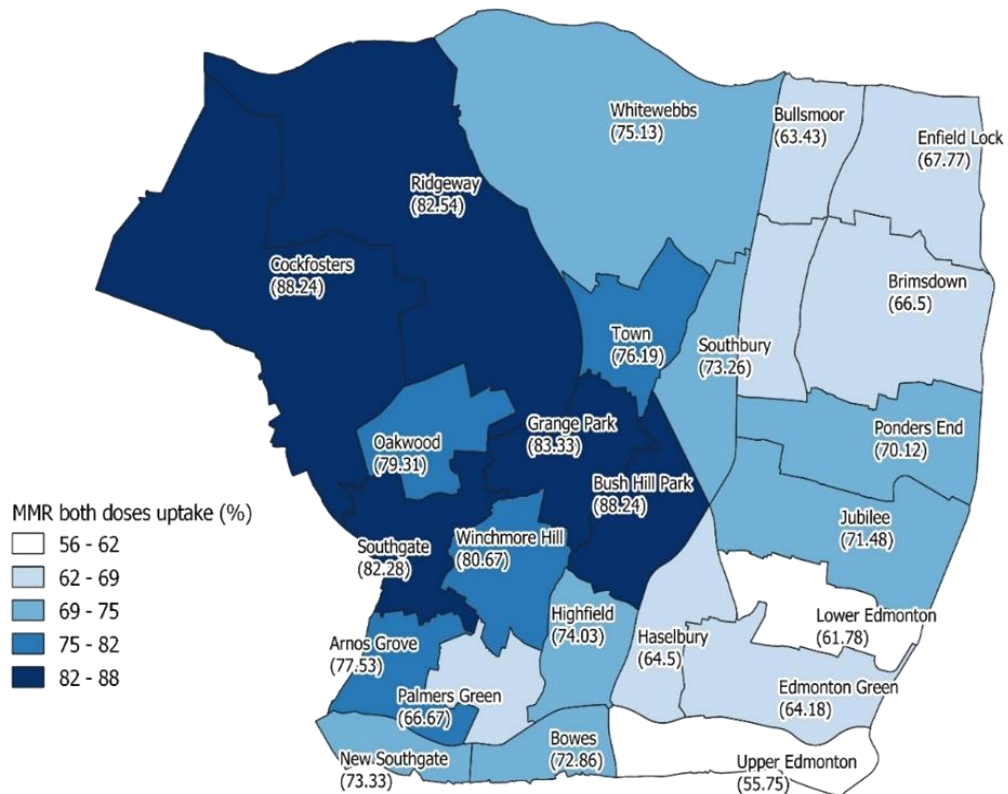 Whitewebbs
(75.13)
Bullsmoor
(63.43)
Enfield Lock
(67.77)
Ridgeway
(82.54)
Cockfosters
(88.24)
Brimsdown
(66.5)
Town
(76.19)
Southbury
(73.26)
Grange Park
(83.33)
Ponders End
(70.12)
Oakwood
(79.31)
Bush Hill Park
(88.24)
Jubilee
(71.48)
MMR both doses uptake (%)
56 - 62
62 - 69
69 - 75
75 - 82
82 - 88
Southgate
(82.28)
Winchmore Hill
(80.67)
Highfield
(74.03)
Lower Edmonton
(61.78)
Arnos Grove
(77.53)
Haselbury
(64.5)
Palmers Green
(66.67)
Edmonton Green
(64.18)
New Southgate
(73.33)
Bowes
(72.86)
Upper Edmonton
(55.75)